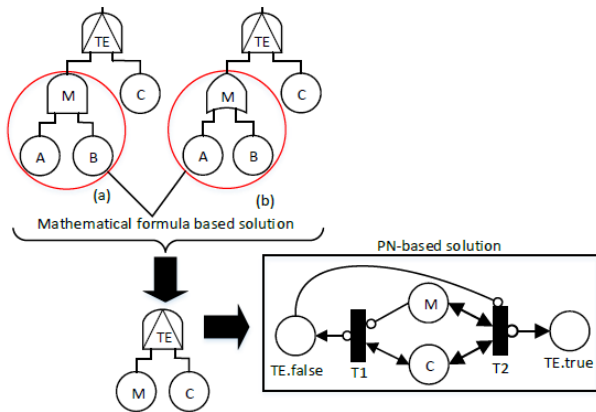 TE
TE
M
C
M
C
A
B
A
B
(a)
(b)
Mathematical formula based solution
PN-based solution
TE
M
C
M
C
TE.false
T1
T2
TE.true